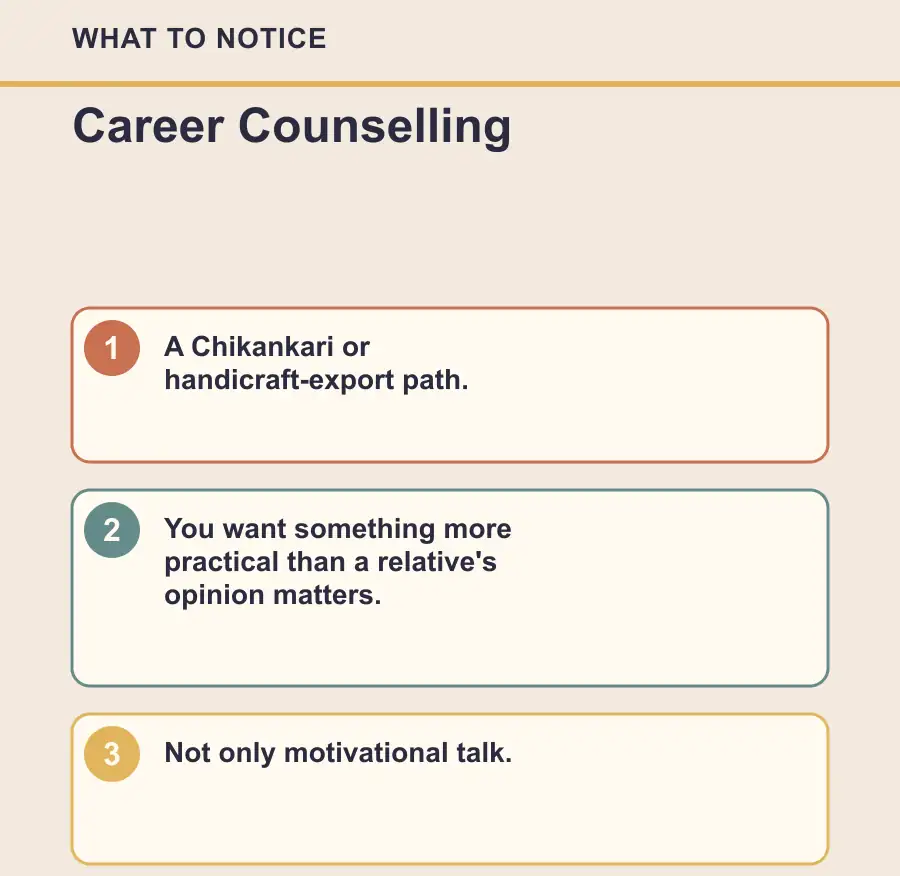 WHAT TO NOTICE
Career Counselling
1
A Chikankari or
handicraft-export path.
2
You want something more
practical than a relative's
opinion matters.
3
Not only motivational talk.